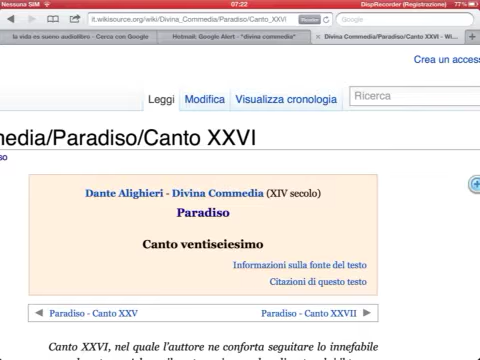 Nessuna SIM 07:22 DispRecorder (Registrazione) 77%
it.wikisource.org/wiki/Divina_Commedia/Paradiso/Canto_XXVI Reader Google
la vida es sueno audiolibro - Cerca con Google Hotmail: Google Alert - "divina commedia" Divina Commedia/Paradiso/Canto XXVI - Wi...
Crea un access
Leggi Modifica Visualizza cronologia Ricerca
media/Paradiso/Canto XXVI
so
Dante Alighieri - Divina Commedia (XIV secolo)
Paradiso
Canto ventiseiesimo
Informazioni sulla fonte del testo
Citazioni di questo testo
Paradiso - Canto XXV Paradiso - Canto XXVII
Canto XXVI, nel quale l'auttore ne conforta seguitare lo innefabile